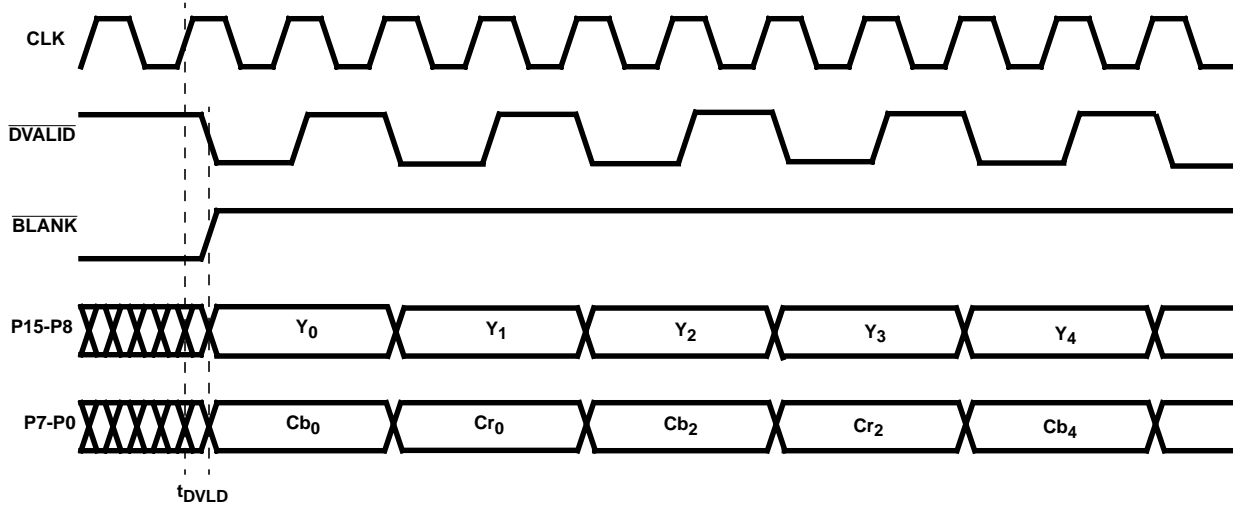 CLK
DVALID
BLANK
P15-P8 Y0 Y1 Y2 Y3 Y4
P7-P0 Cb0 Cr0 Cb2 Cr2 Cb4
tDVLD